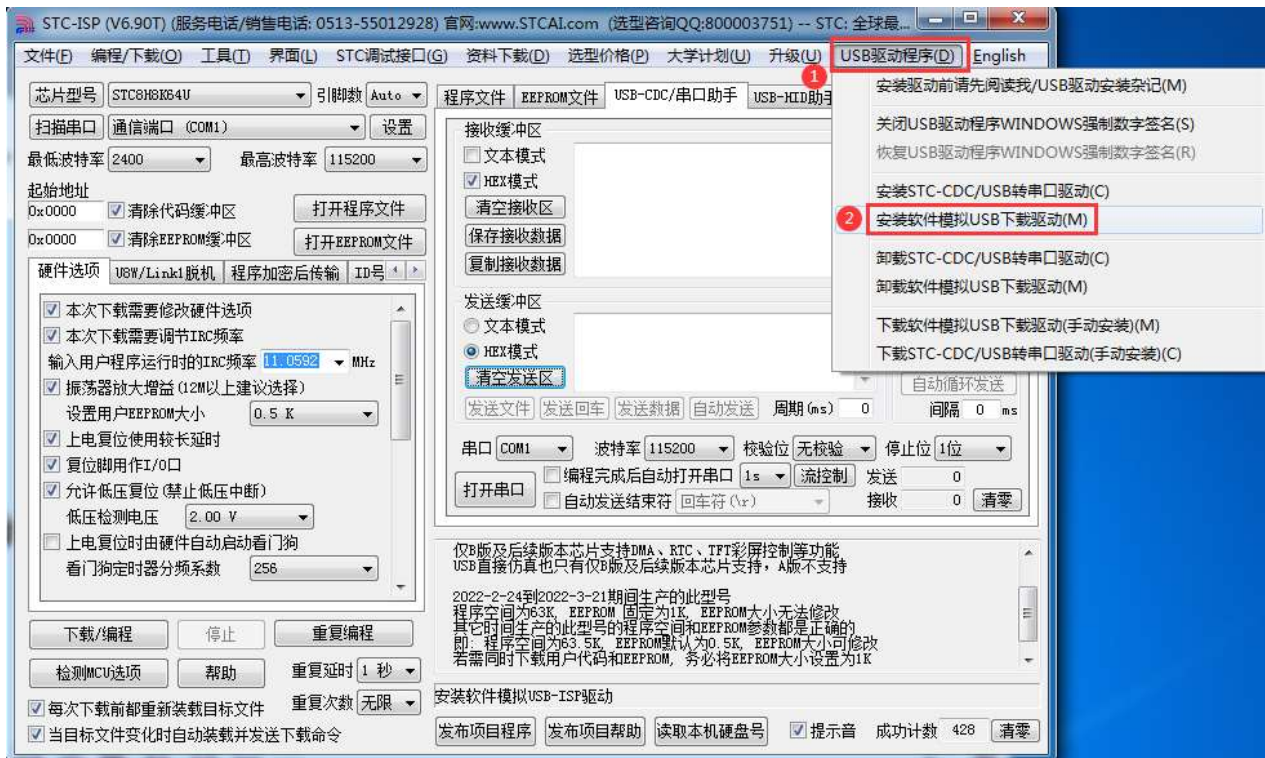 STC-ISP (V6.90T) (服务电话/销售电话: 0513-55012928) 官网:www.STCAI.com (选型咨询QQ:800003751) -- STC: 全球最...
文件(F) 编程/下载(O) 工具(T) 界面(L) STC调试接口(G) 资料下载(D) 选型价格(P) 大学计划(U) 升级(U) USB驱动程序(D) English
1
安装驱动前请先阅读我/USB驱动安装杂记(M)
关闭USB驱动程序WINDOWS强制数字签名(S)
恢复USB驱动程序WINDOWS强制数字签名(R)
安装STC-CDC/USB转串口驱动(C)
2 安装软件模拟USB下载驱动(M)
卸载STC-CDC/USB转串口驱动(C)
卸载软件模拟USB下载驱动(M)
下载软件模拟USB下载驱动(手动安装)(M)
下载STC-CDC/USB转串口驱动(手动安装)(C)
芯片型号 STC8H8K64U 引脚数 Auto
扫描串口 通信端口 (COM1) 设置
最低波特率 2400 最高波特率 115200
起始地址
0x0000 清除代码缓冲区 打开程序文件
0x0000 清除EEPROM缓冲区 打开EEPROM文件
硬件选项 U8W/Link1脱机 程序加密后传输 ID号
本次下载需要修改硬件选项
本次下载需要调节IRC频率
输入用户程序运行时的IRC频率 11.0592 MHz
振荡器放大增益(12M以上建议选择)
设置用户EEPROM大小 0.5 K
上电复位使用较长延时
复位脚用作I/O口
允许低压复位(禁止低压中断)
低压检测电压 2.00 V
上电复位时由硬件自动启动看门狗
看门狗定时器分频系数 256
下载/编程 停止 重复编程
检测MCU选项 帮助 重复延时 1 秒
每次下载前都重新装载目标文件 重复次数 无限
当目标文件变化时自动装载并发送下载命令
程序文件 EEPROM文件 USB-CDC/串口助手 USB-HID助手
接收缓冲区
文本模式
HEX模式
清空接收区
保存接收数据
复制接收数据
发送缓冲区
文本模式
HEX模式
清空发送区 自动循环发送
发送文件 发送回车 发送数据 自动发送 周期(ms) 0 间隔 0 ms
串口 COM1 波特率 115200 校验位 无校验 停止位 1位
打开串口 编程完成后自动打开串口 1s 流控制 发送 0
自动发送结束符 回车符(\r) 接收 0 清零
仅B版及后续版本芯片支持DMA、RTC、TFT彩屏控制等功能
USB直接仿真也只有仅B版及后续版本芯片支持，A版不支持
2022-2-24到2022-3-21期间生产的此型号
程序空间为63K, EEPROM 固定为1K, EEPROM大小无法修改
其它时间生产的此型号的程序空间和EEPROM参数都是正确的
即：程序空间为63.5K, EEPROM默认为0.5K, EEPROM大小可修改
若需同时下载用户代码和EEPROM, 务必将EEPROM大小设置为1K
安装软件模拟USB-ISP驱动
发布项目程序 发布项目帮助 读取本机硬盘号 提示音 成功计数 428 清零